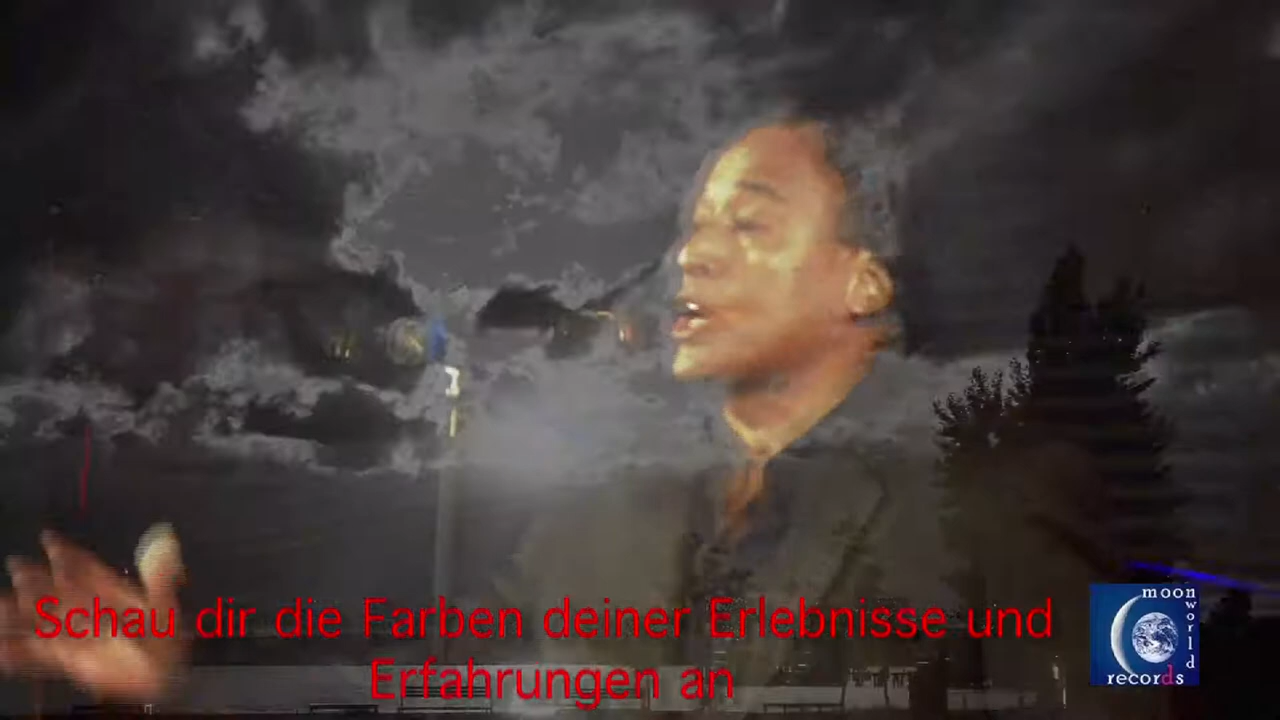 Schau dir die Farben deiner Erlebnisse und
Erfahrungen an
moon
world
records